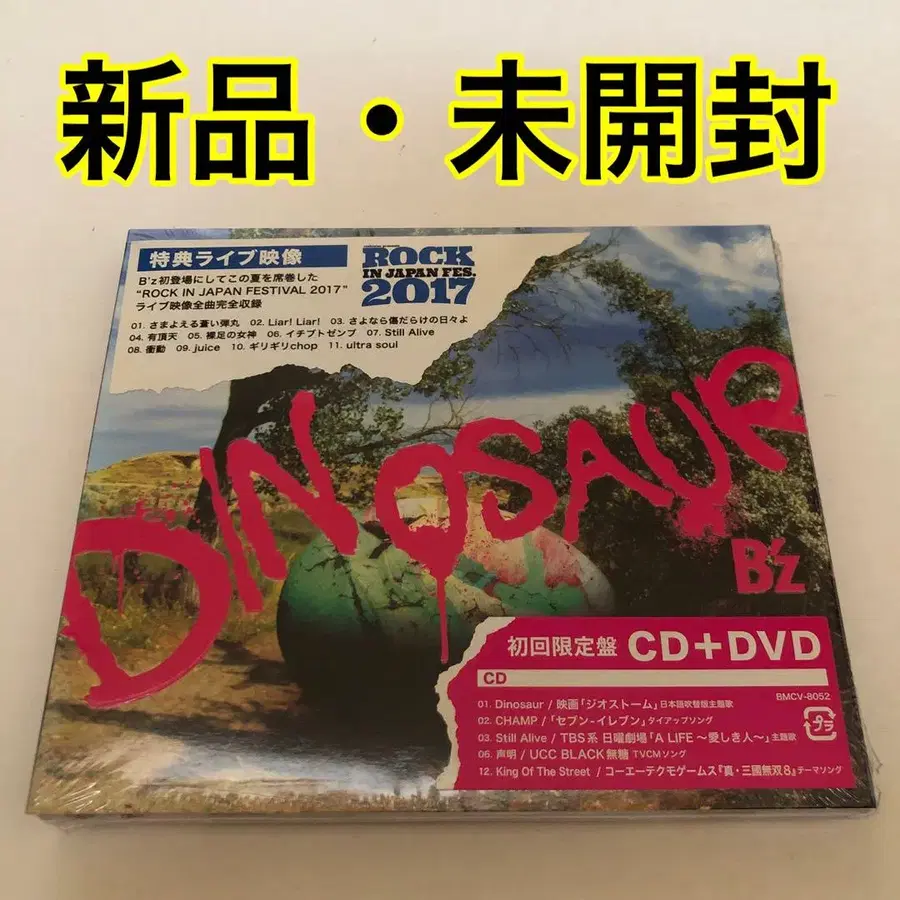 新品・未開封
特典ライブ映像
B'z初登場にしてこの夏を席巻した
“ROCK IN JAPAN FESTIVAL 2017”
ライブ映像全曲完全収録
01. さまよえる蒼い弾丸 02. Liar! Liar! 03. さよなら傷だらけの日々よ
04. 有頂天 05. 裸足の女神 06. イチブトゼンブ 07. Still Alive
08. 衝動 09. juice 10. ギリギリchop 11. ultra soul
ROCK
IN JAPAN FES.
2017
DINOSAUR
B'z
初回限定盤 CD+DVD
CD
BMCV-8052
01. Dinosaur / 映画「ジオストーム」日本語吹替版主題歌
02. CHAMP /「セブン-イレブン」タイアップソング
03. Still Alive / TBS系 日曜劇場「A LIFE ～愛しき人～」主題歌
06. 声明 / UCC BLACK無糖 TVCMソング
12. King Of The Street / コーエーテクモゲームス『真・三國無双8』テーマソング
プラ